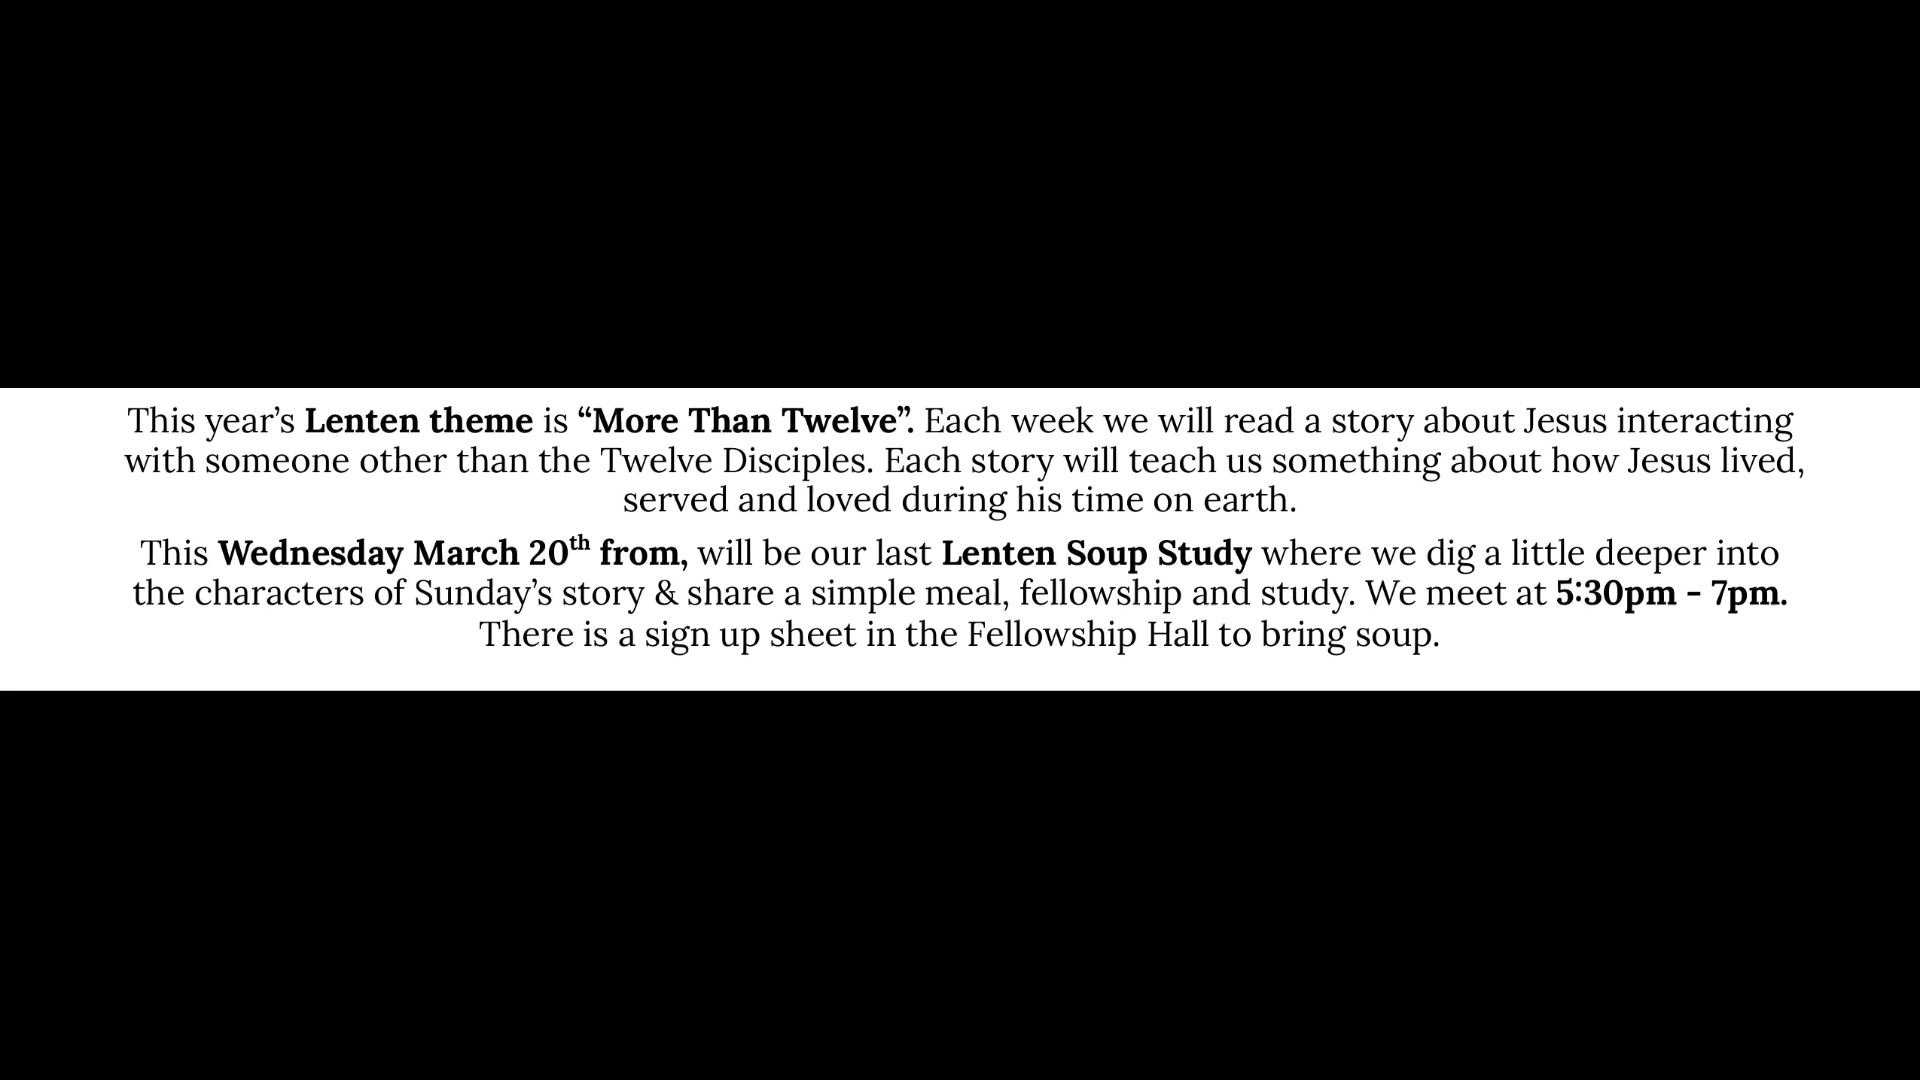 This year’s Lenten theme is “More Than Twelve”. Each week we will read a story about Jesus interacting
with someone other than the Twelve Disciples. Each story will teach us something about how Jesus lived,
served and loved during his time on earth.
This Wednesday March 20th from, will be our last Lenten Soup Study where we dig a little deeper into
the characters of Sunday’s story & share a simple meal, fellowship and study. We meet at 5:30pm - 7pm.
There is a sign up sheet in the Fellowship Hall to bring soup.